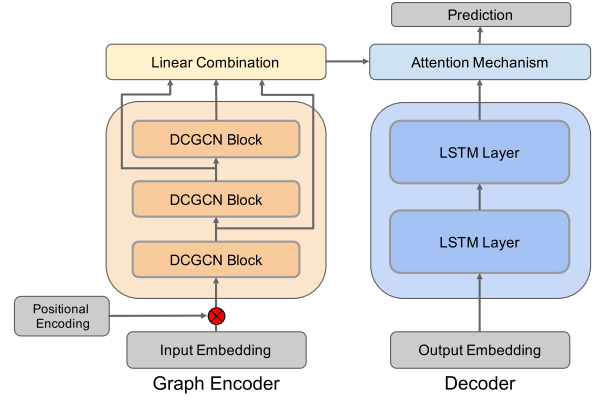 Prediction
Linear Combination
Attention Mechanism
DCGCN Block
DCGCN Block
DCGCN Block
LSTM Layer
LSTM Layer
Positional
Encoding
Input Embedding
Output Embedding
Graph Encoder
Decoder